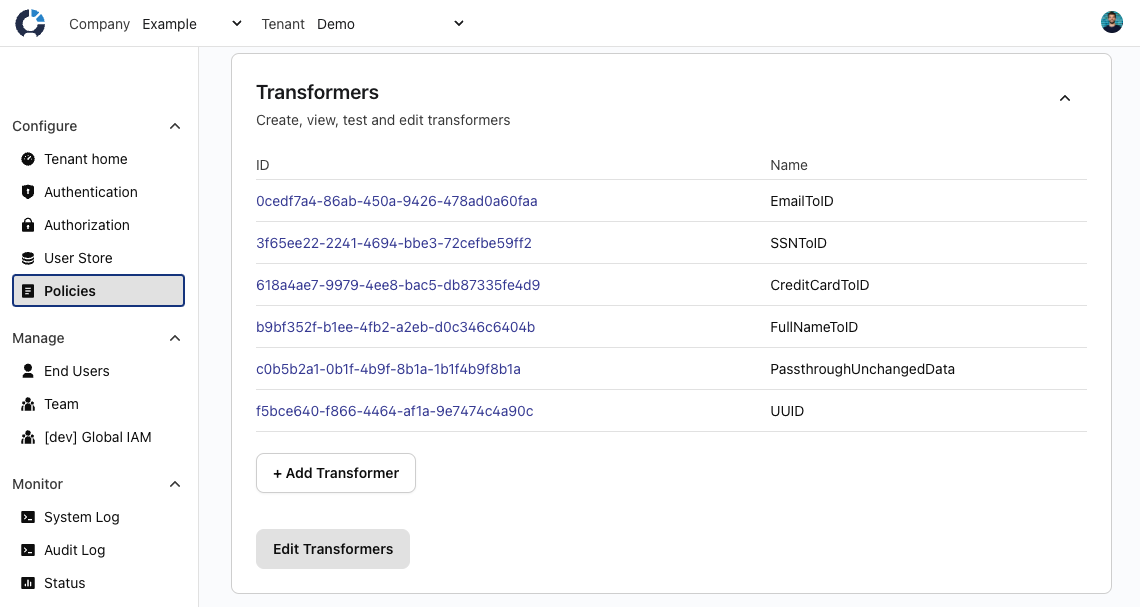 Company Example Tenant Demo
Configure
Tenant home
Authentication
Authorization
User Store
Policies
Manage
End Users
Team
[dev] Global IAM
Monitor
System Log
Audit Log
Status
Transformers
Create, view, test and edit transformers
ID Name
0cedf7a4-86ab-450a-9426-478ad0a60faa EmailToID
3f65ee22-2241-4694-bbe3-72cefbe59ff2 SSNToID
618a4ae7-9979-4ee8-bac5-db87335fe4d9 CreditCardToID
b9bf352f-b1ee-4fb2-a2eb-d0c346c6404b FullNameToID
c0b5b2a1-0b1f-4b9f-8b1a-1b1f4b9f8b1a PassthroughUnchangedData
f5bce640-f866-4464-af1a-9e7474c4a90c UUID
+ Add Transformer
Edit Transformers